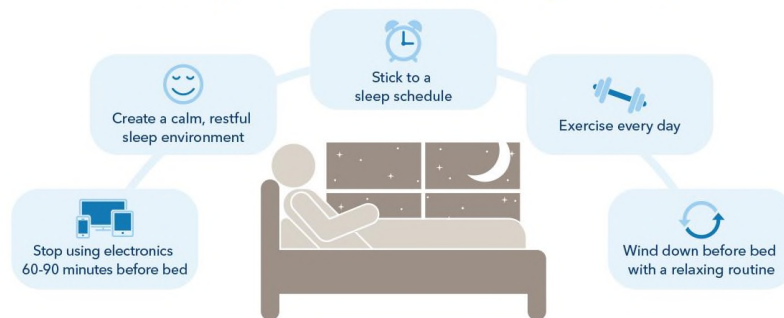 Stick to a
sleep schedule
Create a calm, restful
sleep environment
Exercise every day
Stop using electronics
60-90 minutes before bed
Wind down before bed
with a relaxing routine